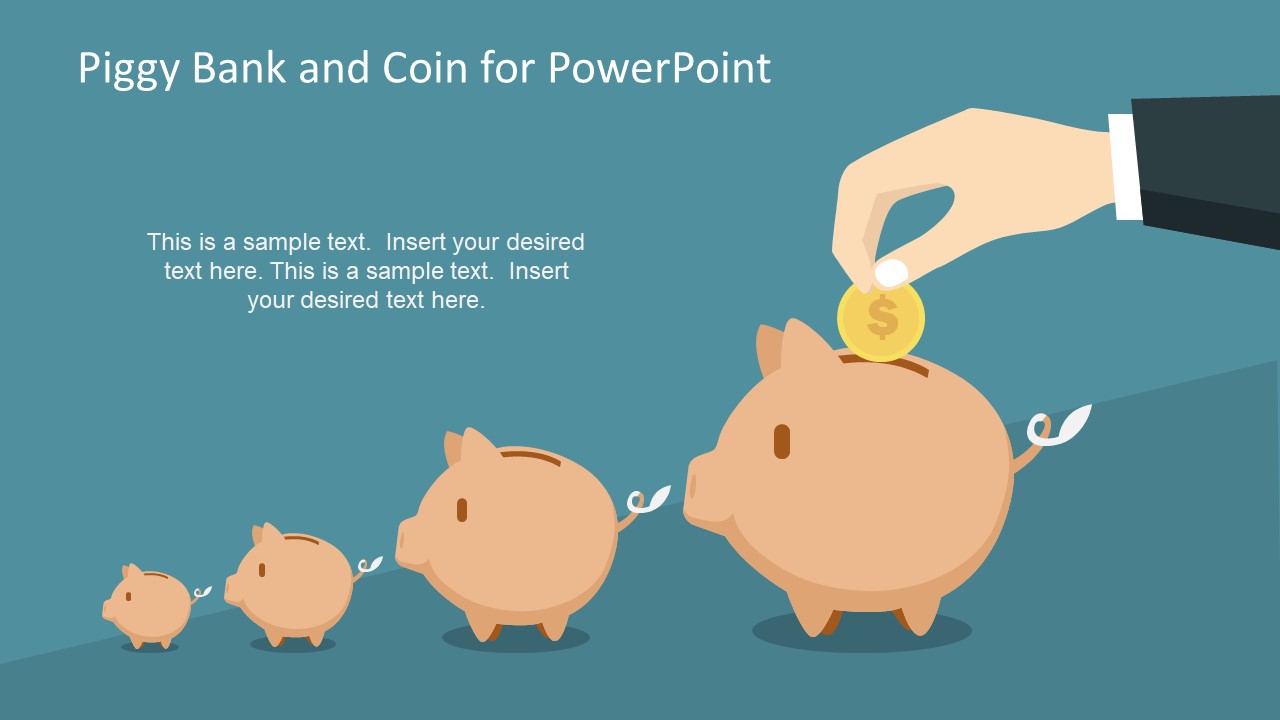 Piggy Bank and Coin for PowerPoint
This is a sample text.  Insert your desired
text here. This is a sample text.  Insert
your desired text here.
$